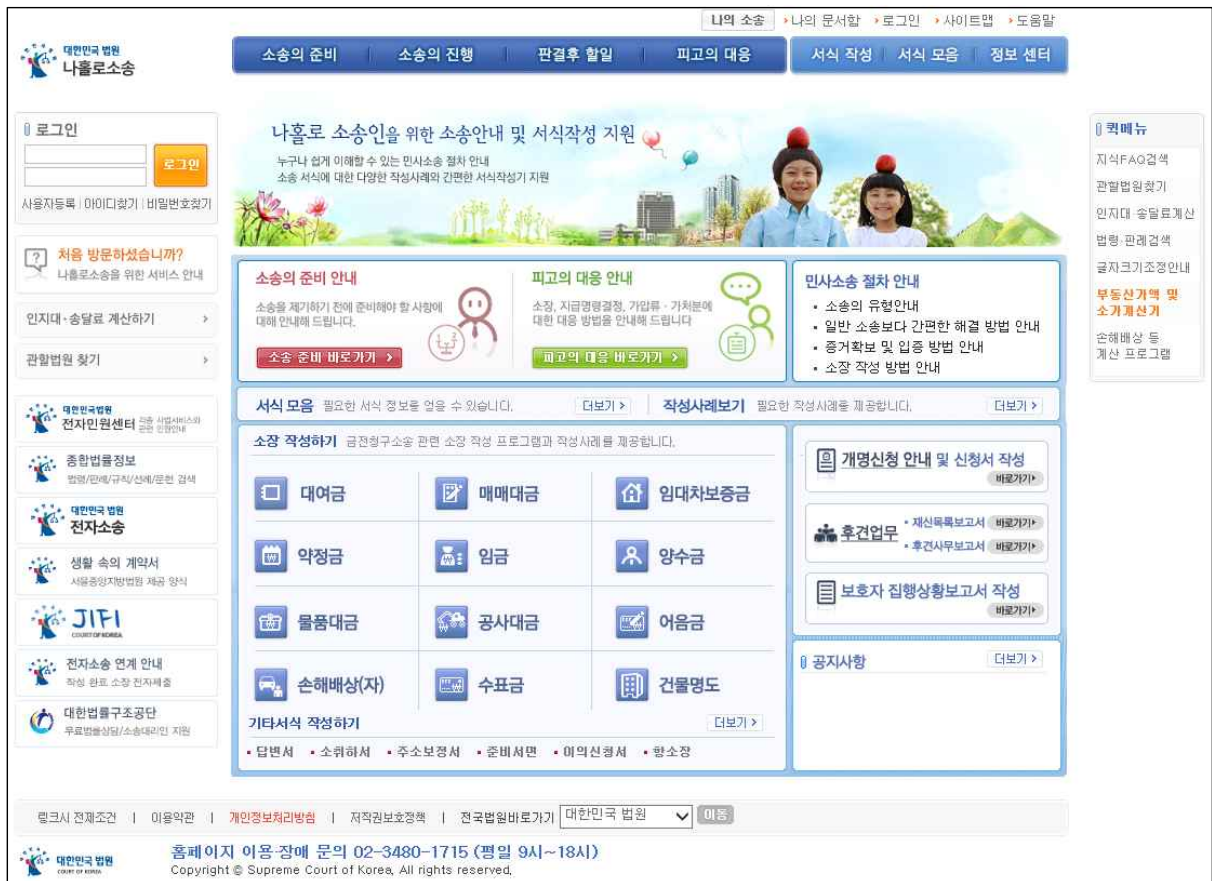 나의 소송 나의 문서함 로그인 사이트맵 도움말
대한민국 법원
나홀로소송
소송의 준비 소송의 진행 판결후 할일 피고의 대응 서식 작성 서식 모음 정보 센터
로그인
로그인
사용자등록 | 아이디찾기 | 비밀번호찾기
처음 방문하셨습니까?
나홀로소송을 위한 서비스 안내
인지대·송달료 계산하기
관할법원 찾기
대한민국법원
전자민원센터 각종 사법서비스와
관련 민원안내
종합법률정보
법령/판례/규칙/선례/문헌 검색
대한민국 법원
전자소송
생활 속의 계약서
서울중앙지방법원 제공 양식
JIFI
COURT OF KOREA
전자소송 연계 안내
작성 완료 소장 전자제출
대한법률구조공단
무료법률상담/소송대리인 지원
나홀로 소송인을 위한 소송안내 및 서식작성 지원
누구나 쉽게 이해할 수 있는 민사소송 절차 안내
소송 서식에 대한 다양한 작성사례와 간편한 서식작성기 지원
소송의 준비 안내
소송을 제기하기 전에 준비해야 할 사항에
대해 안내해 드립니다.
소송 준비 바로가기
피고의 대응 안내
소장, 지급명령결정, 가압류·가처분에
대한 대응 방법을 안내해 드립니다
피고의 대응 바로가기
민사소송 절차 안내
소송의 유형안내
일반 소송보다 간편한 해결 방법 안내
증거확보 및 입증 방법 안내
소장 작성 방법 안내
서식 모음 필요한 서식 정보를 얻을 수 있습니다. 더보기
작성사례보기 필요한 작성사례를 제공합니다. 더보기
소장 작성하기 금전청구소송 관련 소장 작성 프로그램과 작성사례를 제공합니다.
대여금 매매대금 임대차보증금
약정금 임금 양수금
물품대금 공사대금 어음금
손해배상(자) 수표금 건물명도
기타서식 작성하기 더보기
답변서 소취하서 주소보정서 준비서면 이의신청서 항소장
개명신청 안내 및 신청서 작성
바로가기
후견업무
재산목록보고서 바로가기
후견사무보고서 바로가기
보호자 집행상황보고서 작성
바로가기
공지사항 더보기
퀵메뉴
지식FAQ검색
관할법원찾기
인지대 송달료계산
법령·판례검색
글자크기조정안내
부동산가액 및
소가계산기
손해배상 등
계산 프로그램
링크시 전제조건 | 이용약관 | 개인정보처리방침 | 저작권보호정책 | 전국법원바로가기 대한민국 법원 이동
대한민국 법원
COURT OF KOREA
홈페이지 이용·장애 문의 02-3480-1715 (평일 9시~18시)
Copyright © Supreme Court of Korea, All rights reserved.